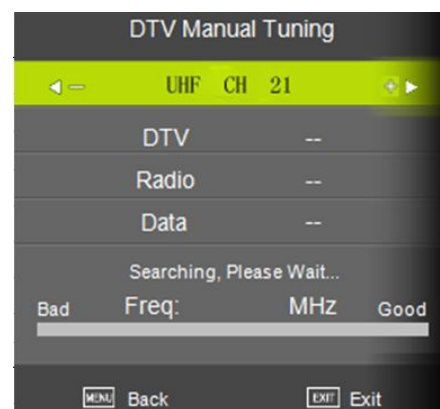 DTV Manual Tuning
UHF CH 21
DTV --
Radio --
Data --
Searching, Please Wait...
Bad Freq: MHz Good
MENU Back EXIT Exit